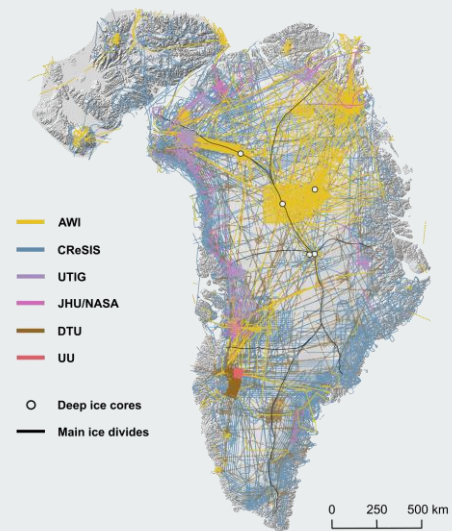 AWI
CReSIS
UTIG
JHU/NASA
DTU
UU
Deep ice cores
Main ice divides
0 250 500 km